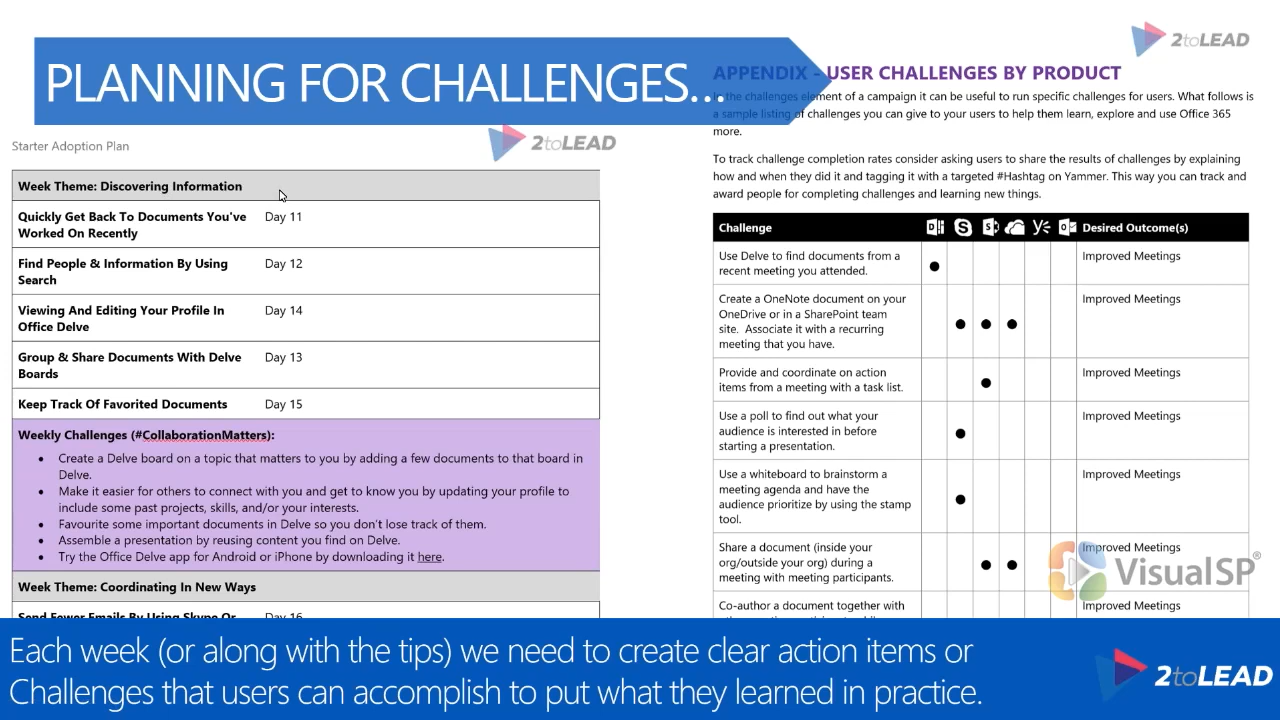 2toLEAD
PLANNING FOR CHALLENGES...
Starter Adoption Plan
2toLEAD
Week Theme: Discovering Information
Quickly Get Back To Documents You've
Worked On Recently
Day 11
Find People & Information By Using
Search
Day 12
Viewing And Editing Your Profile In
Office Delve
Day 14
Group & Share Documents With Delve
Boards
Day 13
Keep Track Of Favorited Documents
Day 15
Weekly Challenges (#CollaborationMatters):
• Create a Delve board on a topic that matters to you by adding a few documents to that board in
Delve.
• Make it easier for others to connect with you and get to know you by updating your profile to
include some past projects, skills, and/or your interests.
• Favourite some important documents in Delve so you don't lose track of them.
• Assemble a presentation by reusing content you find on Delve.
• Try the Office Delve app for Android or iPhone by downloading it here.
Week Theme: Coordinating In New Ways
Send Fewer Emails By Using Skype Or
Day 16
APPENDIX - USER CHALLENGES BY PRODUCT
In the challenges element of a campaign it can be useful to run specific challenges for users. What follows is
a sample listing of challenges you can give to your users to help them learn, explore and use Office 365
more.
To track challenge completion rates consider asking users to share the results of challenges by explaining
how and when they did it and tagging it with a targeted #Hashtag on Yammer. This way you can track and
award people for completing challenges and learning new things.
Challenge
Desired Outcome(s)
Use Delve to find documents from a
recent meeting you attended.
Improved Meetings
Create a OneNote document on your
OneDrive or in a SharePoint team
site. Associate it with a recurring
meeting that you have.
Improved Meetings
Provide and coordinate on action
items from a meeting with a task list.
Improved Meetings
Use a poll to find out what your
audience is interested in before
starting a presentation.
Improved Meetings
Use a whiteboard to brainstorm a
meeting agenda and have the
audience prioritize by using the stamp
tool.
Improved Meetings
Share a document (inside your
org/outside your org) during a
meeting with meeting participants.
Improved Meetings
Co-author a document together with
Improved Meetings
VisualSP®
Each week (or along with the tips) we need to create clear action items or
Challenges that users can accomplish to put what they learned in practice.
2toLEAD